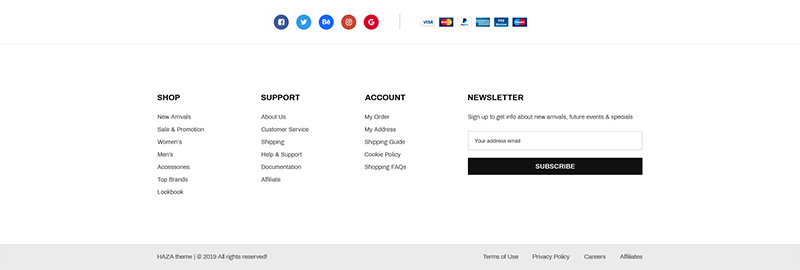 VISA PayPal
SHOP
New Arrivals
Sale & Promotion
Women's
Men's
Accessories
Top Brands
Lookbook
SUPPORT
About Us
Customer Service
Shipping
Help & Support
Documentation
Affiliate
ACCOUNT
My Order
My Address
Shipping Guide
Cookie Policy
Shopping FAQs
NEWSLETTER
Sign up to get info about new arrivals, future events & specials
Your address email
SUBSCRIBE
HAZA theme | © 2019 All rights reserved!
Terms of Use Privacy Policy Careers Affiliates